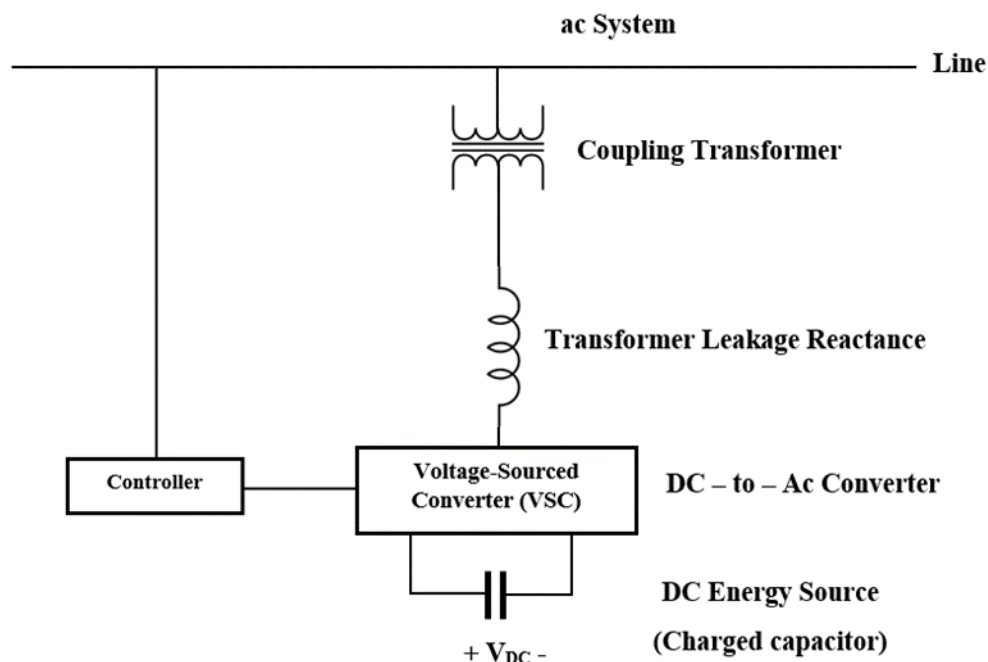 ac System
Line
Coupling Transformer
Transformer Leakage Reactance
Controller
Voltage-Sourced
Converter (VSC)
DC – to – Ac Converter
DC Energy Source
(Charged capacitor)
+ VDC -